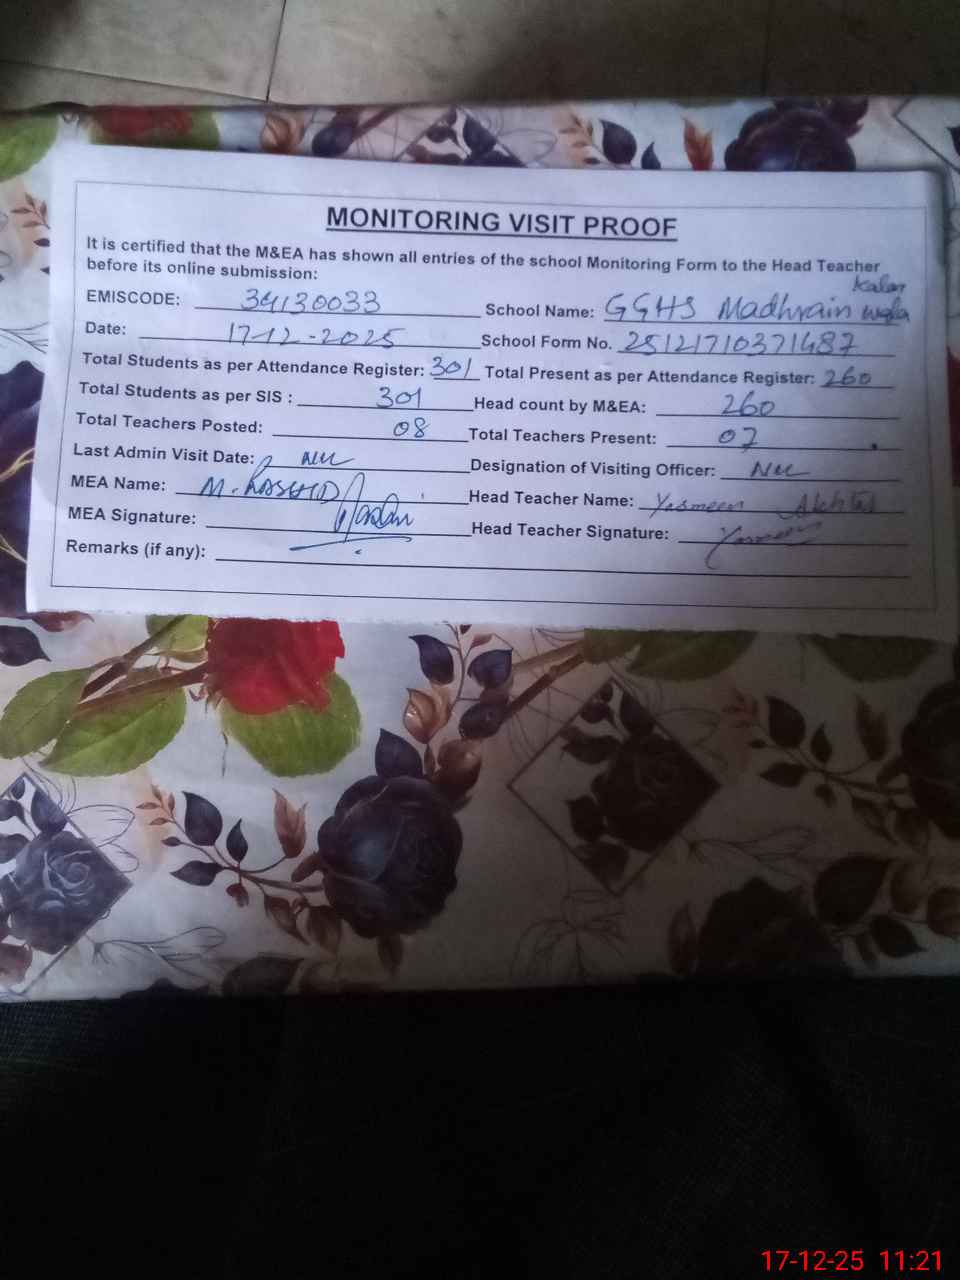 MONITORING VISIT PROOF
It is certified that the M&EA has shown all entries of the school Monitoring Form to the Head Teacher
before its online submission:
EMISCODE: 34130033 School Name: GGHS Madhrain Kalan
Date: 17-12-2025 School Form No. 25121710371487
Total Students as per Attendance Register: 301 Total Present as per Attendance Register: 260
Total Students as per SIS : 301 Head count by M&EA: 260
Total Teachers Posted: 08 Total Teachers Present: 07
Last Admin Visit Date: Nil Designation of Visiting Officer: Nil
MEA Name: M. RASHID Head Teacher Name: Yasmeen Akhtar
MEA Signature: Head Teacher Signature: Yasmeen
Remarks (if any):
17-12-25 11:21